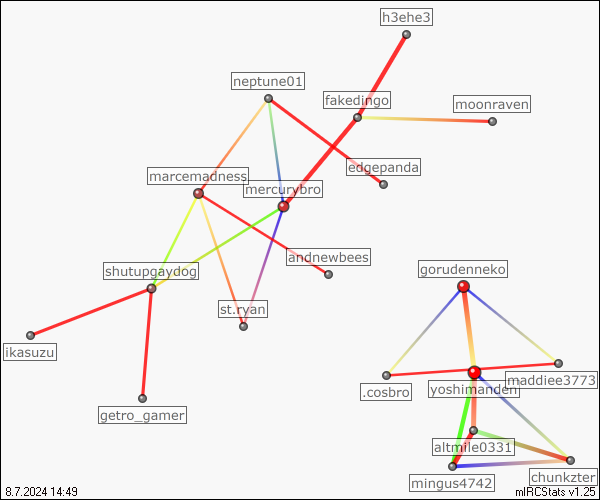 h3ehe3
neptune01
fakedingo
moonraven
edgepanda
marcemadness
mercurybro
andnewbees
shutupgaydog
gorudenneko
st.ryan
ikasuzu
maddiee3773
.cosbro
yoshimanden
getro_gamer
altmile0331
chunkzter
mingus4742
8.7.2024 14:49
mIRCStats v1.25